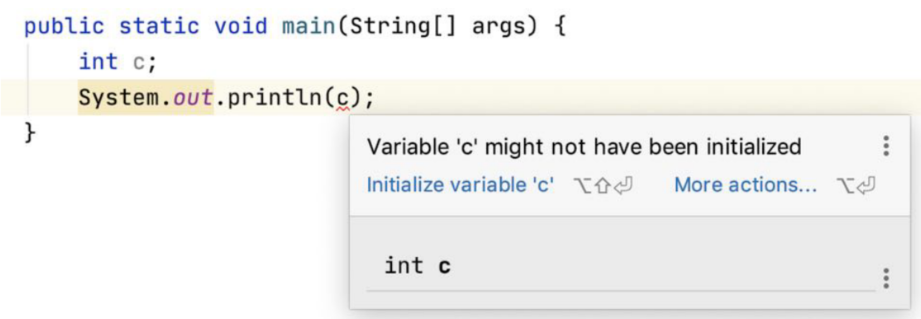 public static void main(String[] args) {
int c;
System.out.println(c);
}
Variable 'c' might not have been initialized
Initialize variable 'c' ⌥⇧⏎ More actions... ⌥⏎
int c